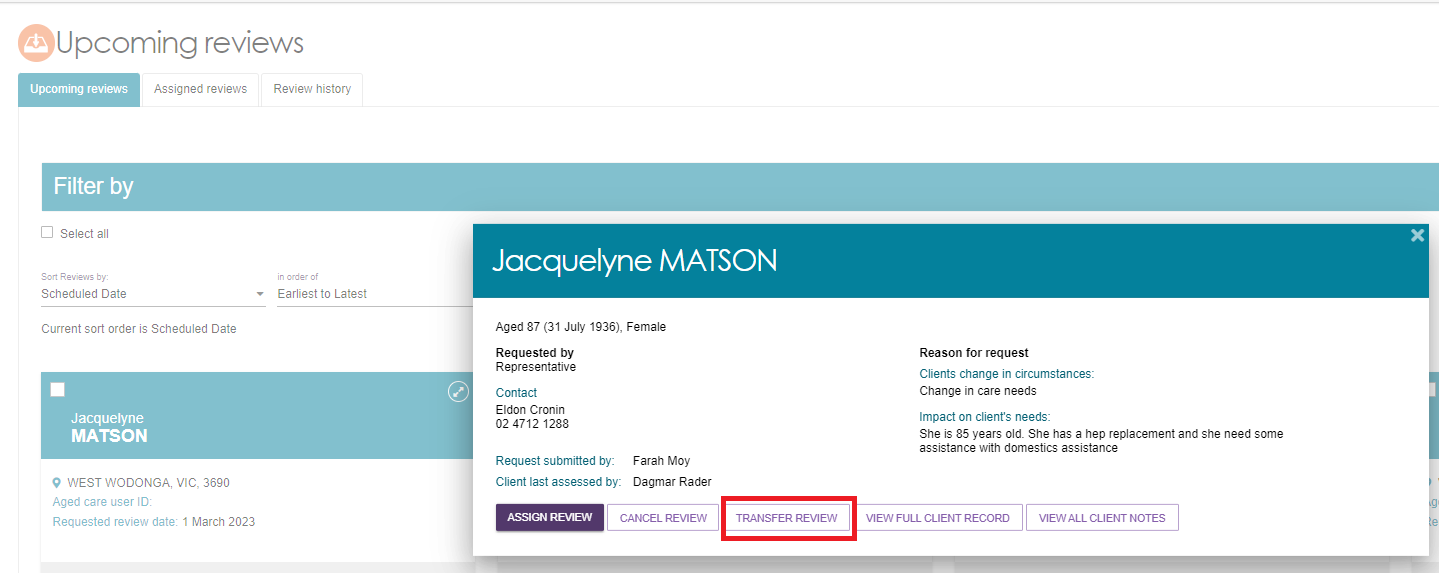 Upcoming reviews
Upcoming reviews
Assigned reviews
Review history
Filter by
Select all
Sort Reviews by:
Scheduled Date
in order of
Earliest to Latest
Current sort order is Scheduled Date
Jacquelyne
MATSON
WEST WODONGA, VIC, 3690
Aged care user ID:
Requested review date: 1 March 2023
Jacquelyne MATSON
Aged 87 (31 July 1936), Female
Requested by
Representative
Contact
Eldon Cronin
02 4712 1288
Reason for request
Clients change in circumstances:
Change in care needs
Impact on client's needs:
She is 85 years old. She has a hep replacement and she need some
assistance with domestics assistance
Request submitted by: Farah Moy
Client last assessed by: Dagmar Rader
ASSIGN REVIEW
CANCEL REVIEW
TRANSFER REVIEW
VIEW FULL CLIENT RECORD
VIEW ALL CLIENT NOTES